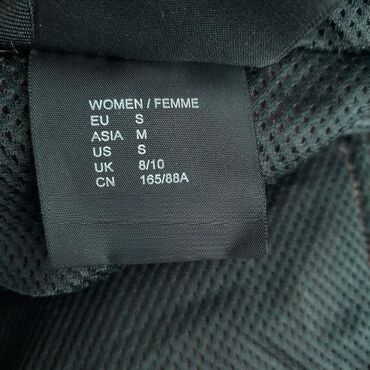 WOMEN / FEMME
EU S
ASIA M
US S
UK 8/10
CN 165/88A